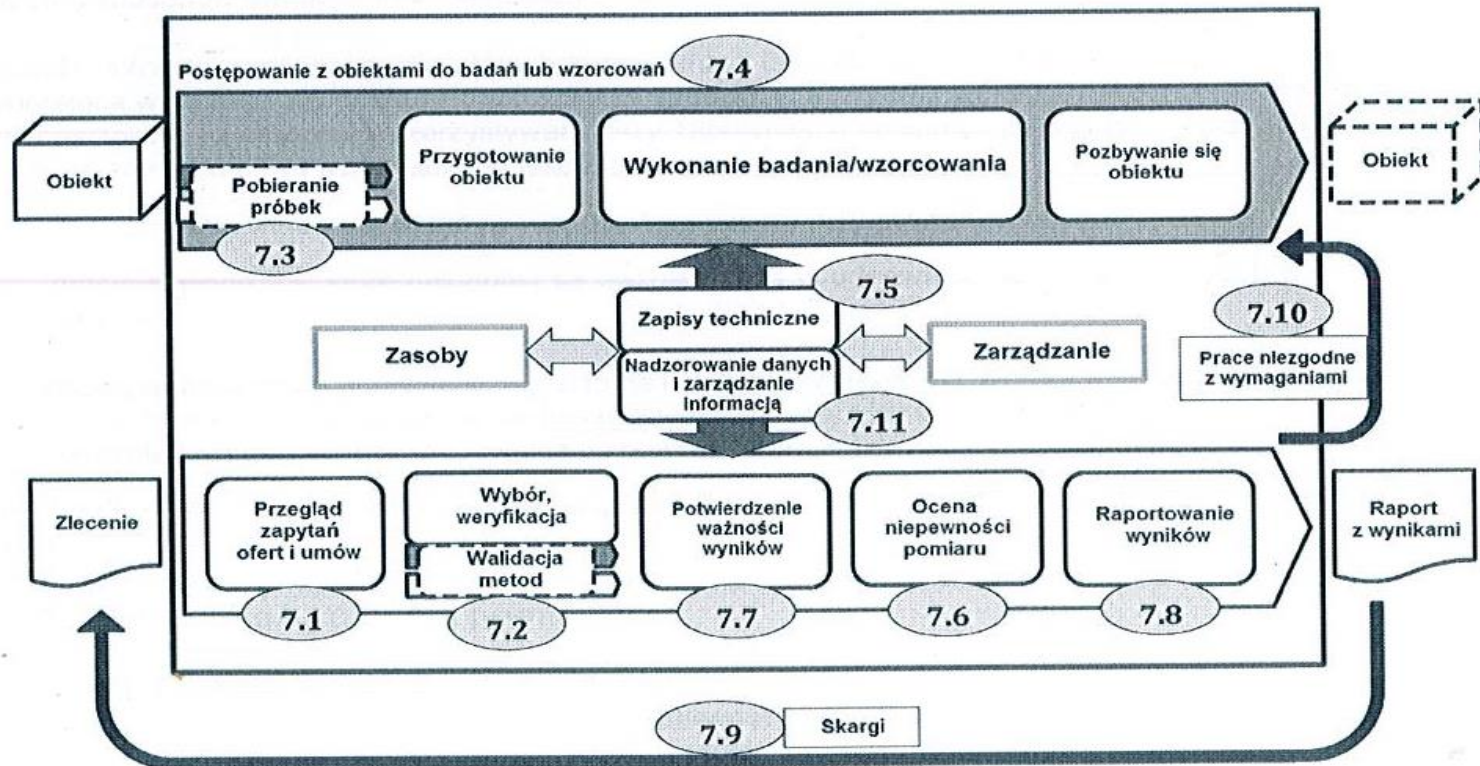 Postępowanie z obiektami do badań lub wzorcowań
7.4
Obiekt
Pobieranie
próbek
7.3
Przygotowanie
obiektu
Wykonanie badania/wzorcowania
Pozbywanie się
obiektu
Obiekt
Zasoby
Zapisy techniczne
7.5
Nadzorowanie danych
i zarządzanie
informacją
7.11
Zarządzanie
7.10
Prace niezgodne
z wymaganiami
Zlecenie
Przegląd
zapytań
ofert i umów
7.1
Wybór,
weryfikacja
Walidacja
metod
7.2
Potwierdzenie
ważności
wyników
7.7
Ocena
niepewności
pomiaru
7.6
Raportowanie
wyników
7.8
Raport
z wynikami
7.9
Skargi